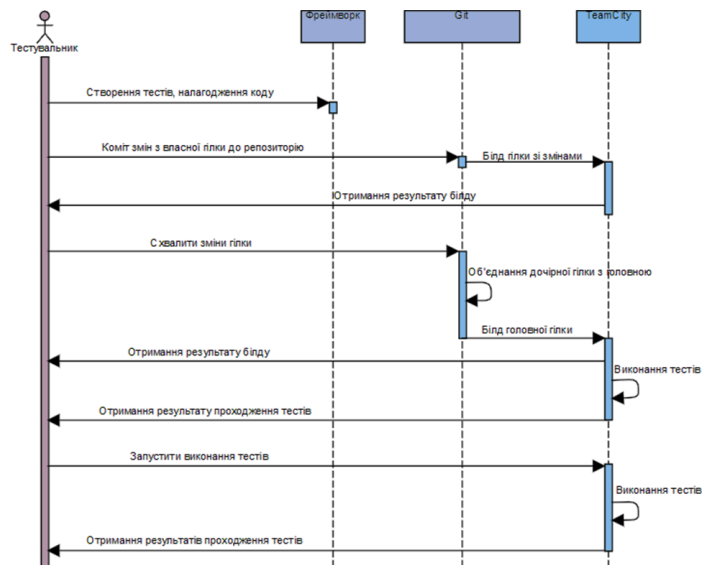 Фреймворк
Git
TeamCity
Тестувальник
Створення тестів, налагодження коду
Коміт змін з власної гілки до репозиторію
Білд гілки зі змінами
Отримання результату білду
Схвалити зміни гілки
Об'єднання дочірної гілки з головною
Білд головної гілки
Отримання результату білду
Виконання тестів
Отримання результату проходження тестів
Запустити виконання тестів
Виконання тестів
Отримання результатів проходження тестів